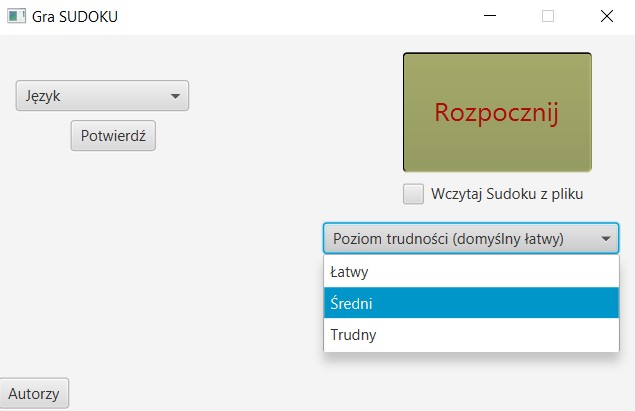 Gra SUDOKU
Język
Potwierdź
Rozpocznij
Wczytaj Sudoku z pliku
Poziom trudności (domyślny łatwy)
Łatwy
Średni
Trudny
Autorzy